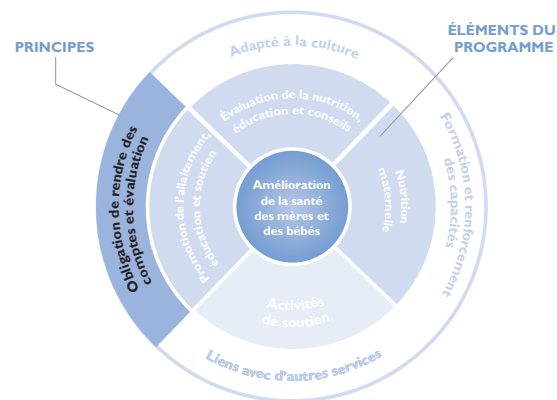 PRINCIPES
ÉLÉMENTS DU
PROGRAMME
Adapté à la culture
Évaluation de la nutrition,
éducation et conseils
Formation et renforcement
des capacités
Nutrition
maternelle
Amélioration
de la santé
des mères et
des bébés
Promotion de l'allaitement,
éducation et soutien
Obligation de rendre des
comptes et évaluation
Activités
de soutien
Liens avec d'autres services